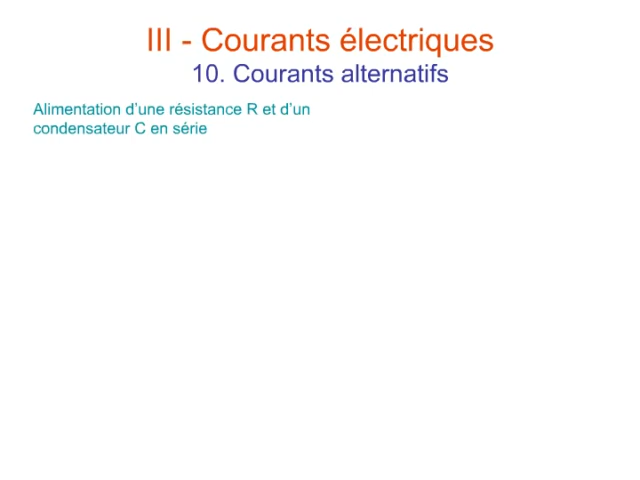 III - Courants électriques
10. Courants alternatifs
Alimentation d’une résistance R et d’un
condensateur C en série